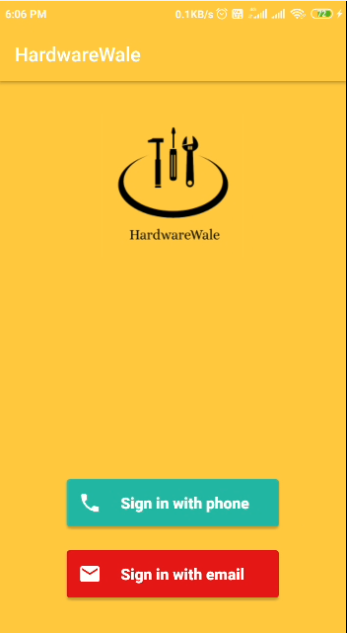 6:06 PM 0.1KB/s
HardwareWale
HardwareWale
Sign in with phone
Sign in with email